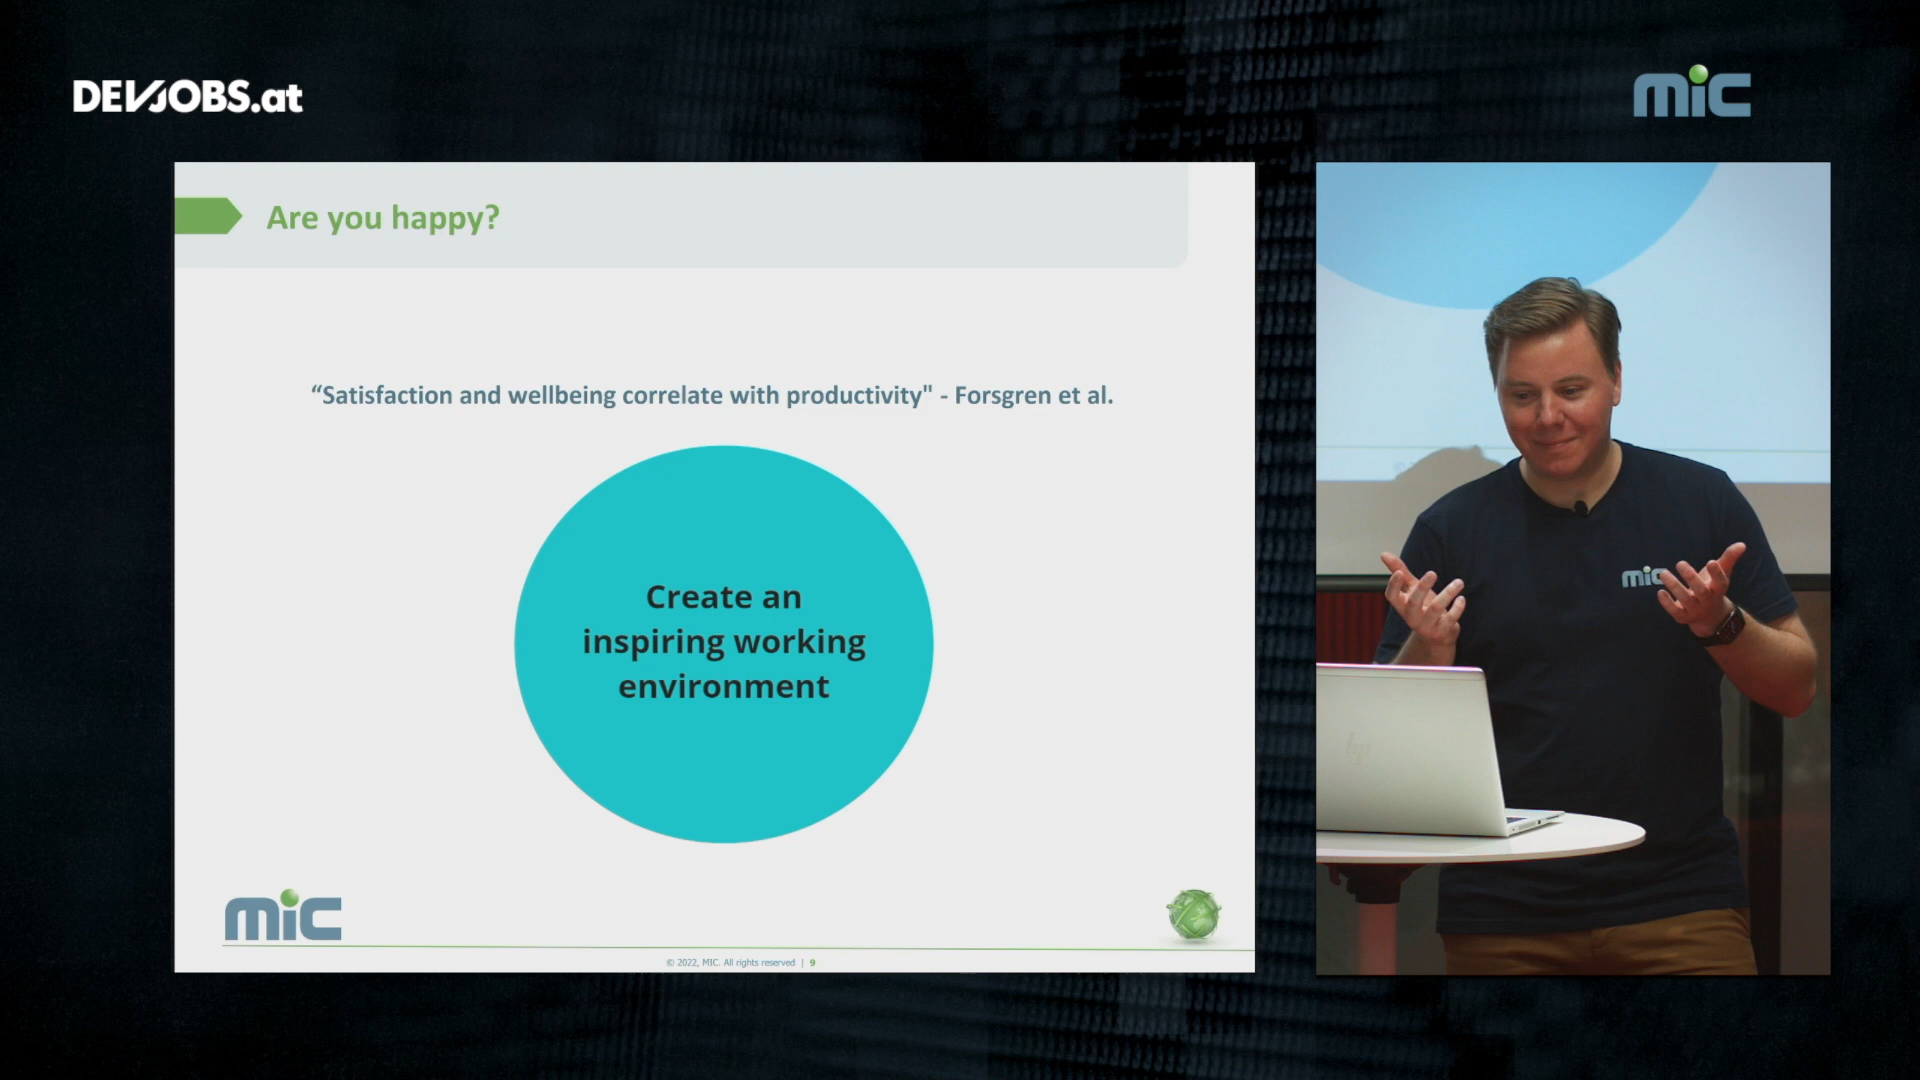 DEVJOBS.at
mic
Are you happy?
“Satisfaction and wellbeing correlate with productivity" - Forsgren et al.
Create an
inspiring working
environment
mic
© 2022, MIC. All rights reserved | 9
mic
hp